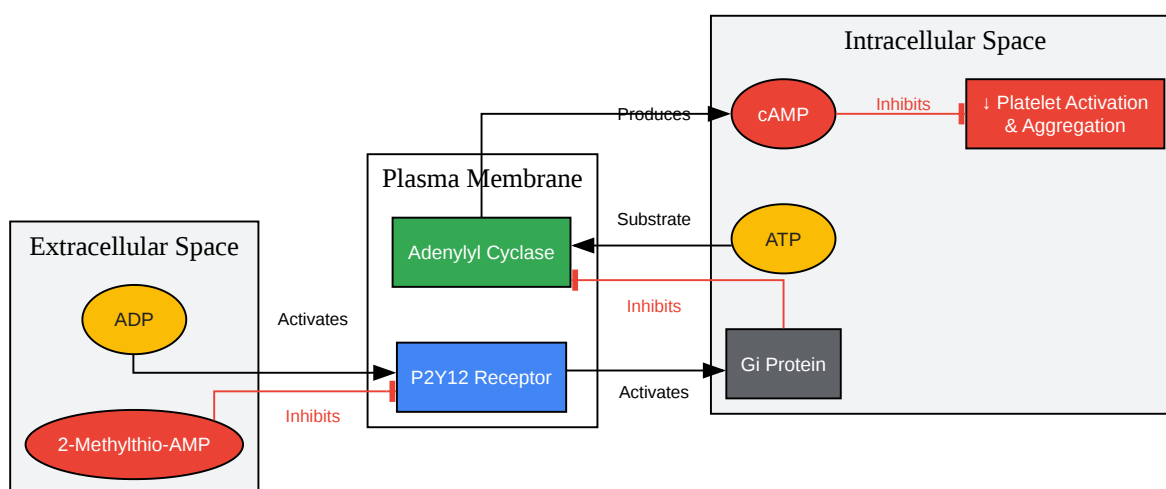 Intracellular Space
Produces
cAMP
Inhibits
↓ Platelet Activation
& Aggregation
Plasma Membrane
Substrate
ATP
Adenylyl Cyclase
Extracellular Space
Inhibits
ADP
Activates
P2Y12 Receptor
Gi Protein
Activates
Inhibits
2-Methylthio-AMP